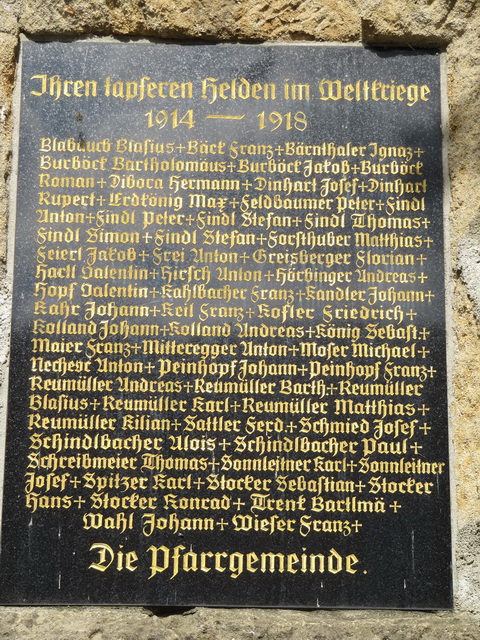 Ihren tapferen Helden im Weltkriege
1914 — 1918
Blabauck Blasius+Bäck Franz+Bärnthaler Ignaz+
Burböck Bartholomäus+Burböck Jakob+Burböck
Roman+Dibora Hermann+Dinhart Josef+Dinhart
Rupert+Erdkönig Max+Feldbaumer Peter+Findl
Anton+Findl Peter+Findl Stefan+Findl Thomas+
Findl Simon+Findl Stefan+Forsthuber Matthias+
Feierl Jakob+Frei Anton+Greisberger Florian+
Hartl Valentin+Hirsch Anton+Hörbinger Andreas+
Hopf Valentin+Kahlbacher Franz+Kandler Johann+
Kahr Johann+Keil Franz+Kofler Friedrich+
Kolland Johann+Kolland Andreas+König Sebast.+
Maier Franz+Mitteregger Anton+Moser Michael+
Nechest Anton+Peinhopf Johann+Peinhopf Franz+
Reumüller Andreas+Reumüller Barth.+Reumüller
Blasius+Reumüller Karl+Reumüller Matthias+
Reumüller Kilian+Sattler Ferd.+Schmied Josef+
Schindlbacher Alois+Schindlbacher Paul+
Schreibmeier Thomas+Sonnleitner Karl+Sonnleitner
Josef+Spitzer Karl+Stocker Sebastian+Stocker
Hans+Stocker Konrad+Trenk Bartlmä+
Wahl Johann+Wieser Franz+
Die Pfarrgemeinde.